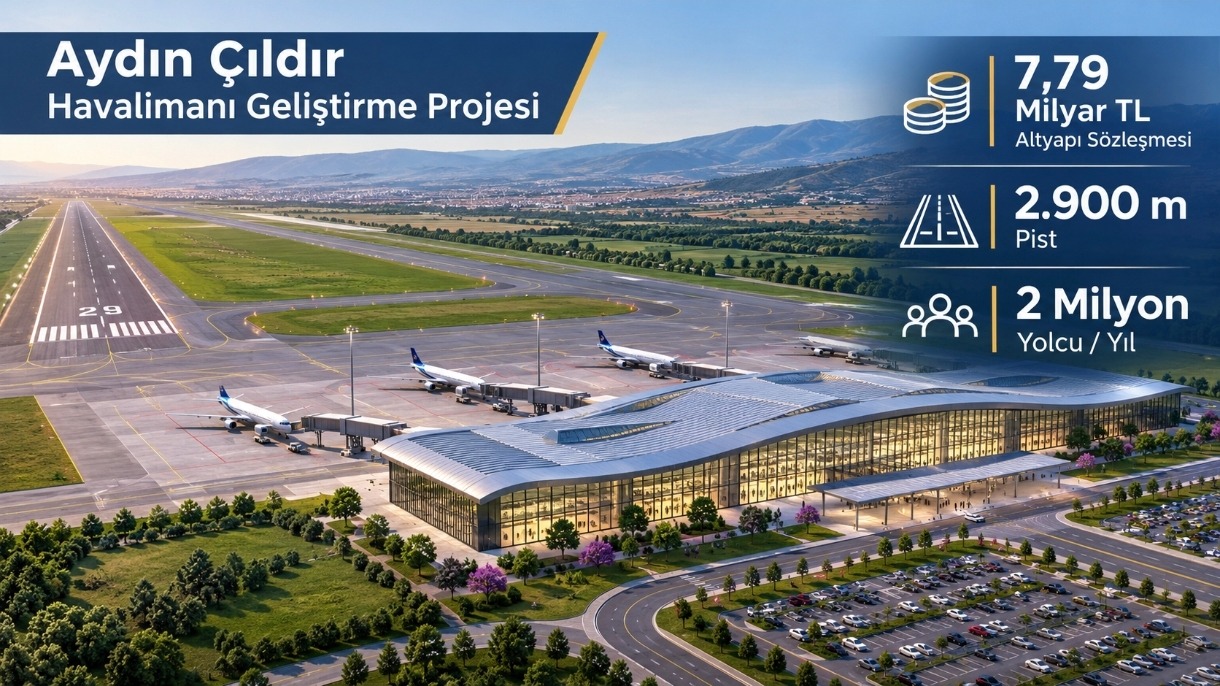 Aydın Çıldır
Havalimanı Geliştirme Projesi
7,79
Milyar TL
Altyapı Sözleşmesi
2.900 m
Pist
2 Milyon
Yolcu / Yıl
29